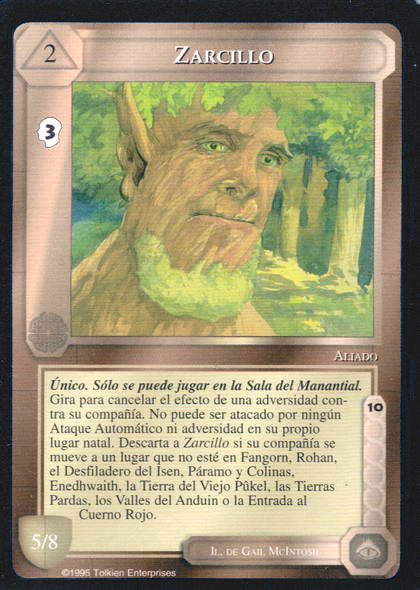 2
ZARCILLO
3
ALIADO
Único. Sólo se puede jugar en la Sala del Manantial.
Gira para cancelar el efecto de una adversidad con-
tra su compañía. No puede ser atacado por ningún
Ataque Automático ni adversidad en su propio
lugar natal. Descarta a Zarcillo si su compañía se
mueve a un lugar que no esté en Fangorn, Rohan,
el Desfiladero del Isen, Páramo y Colinas,
Enedhwaith, la Tierra del Viejo Pûkel, las Tierras
Pardas, los Valles del Anduin o la Entrada al
Cuerno Rojo.
10
5/8
IL. DE GAIL MCINTOSH
©1995 Tolkien Enterprises